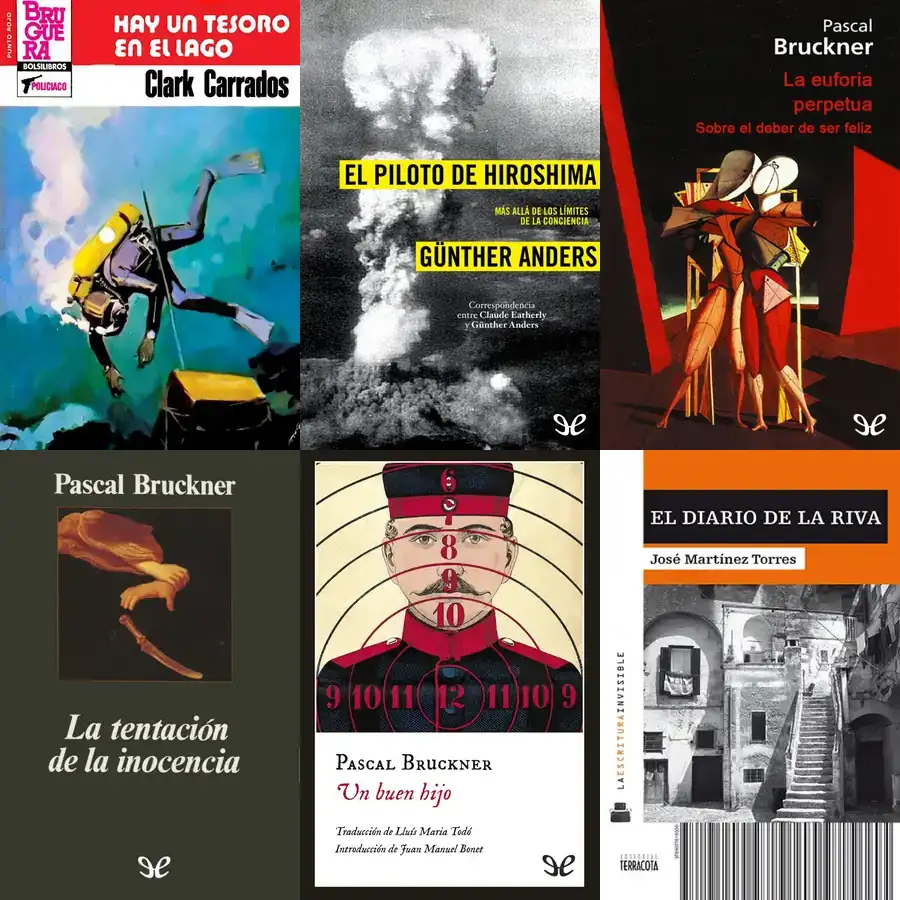 PUNTO ROJO
BRU
GUE
RA
BOLSILIBROS
POLICIACO
HAY UN TESORO
EN EL LAGO
Clark Carrados
EL PILOTO DE HIROSHIMA
MÁS ALLÁ DE LOS LÍMITES
DE LA CONCIENCIA
GÜNTHER ANDERS
Correspondencia
entre Claude Eatherly
y Günther Anders
Pascal
Bruckner
La euforia
perpetua
Sobre el deber de ser feliz
Pascal Bruckner
La tentación
de la inocencia
6
7
8
9
10
9 10 11 12 11 10 9
PASCAL BRUCKNER
Un buen hijo
Traducción de Lluís Maria Todó
Introducción de Juan Manuel Bonet
EL DIARIO DE LA RIVA
José Martínez Torres
LAESCRITURAINVISIBLE
EDITORIAL
TERRACOTA